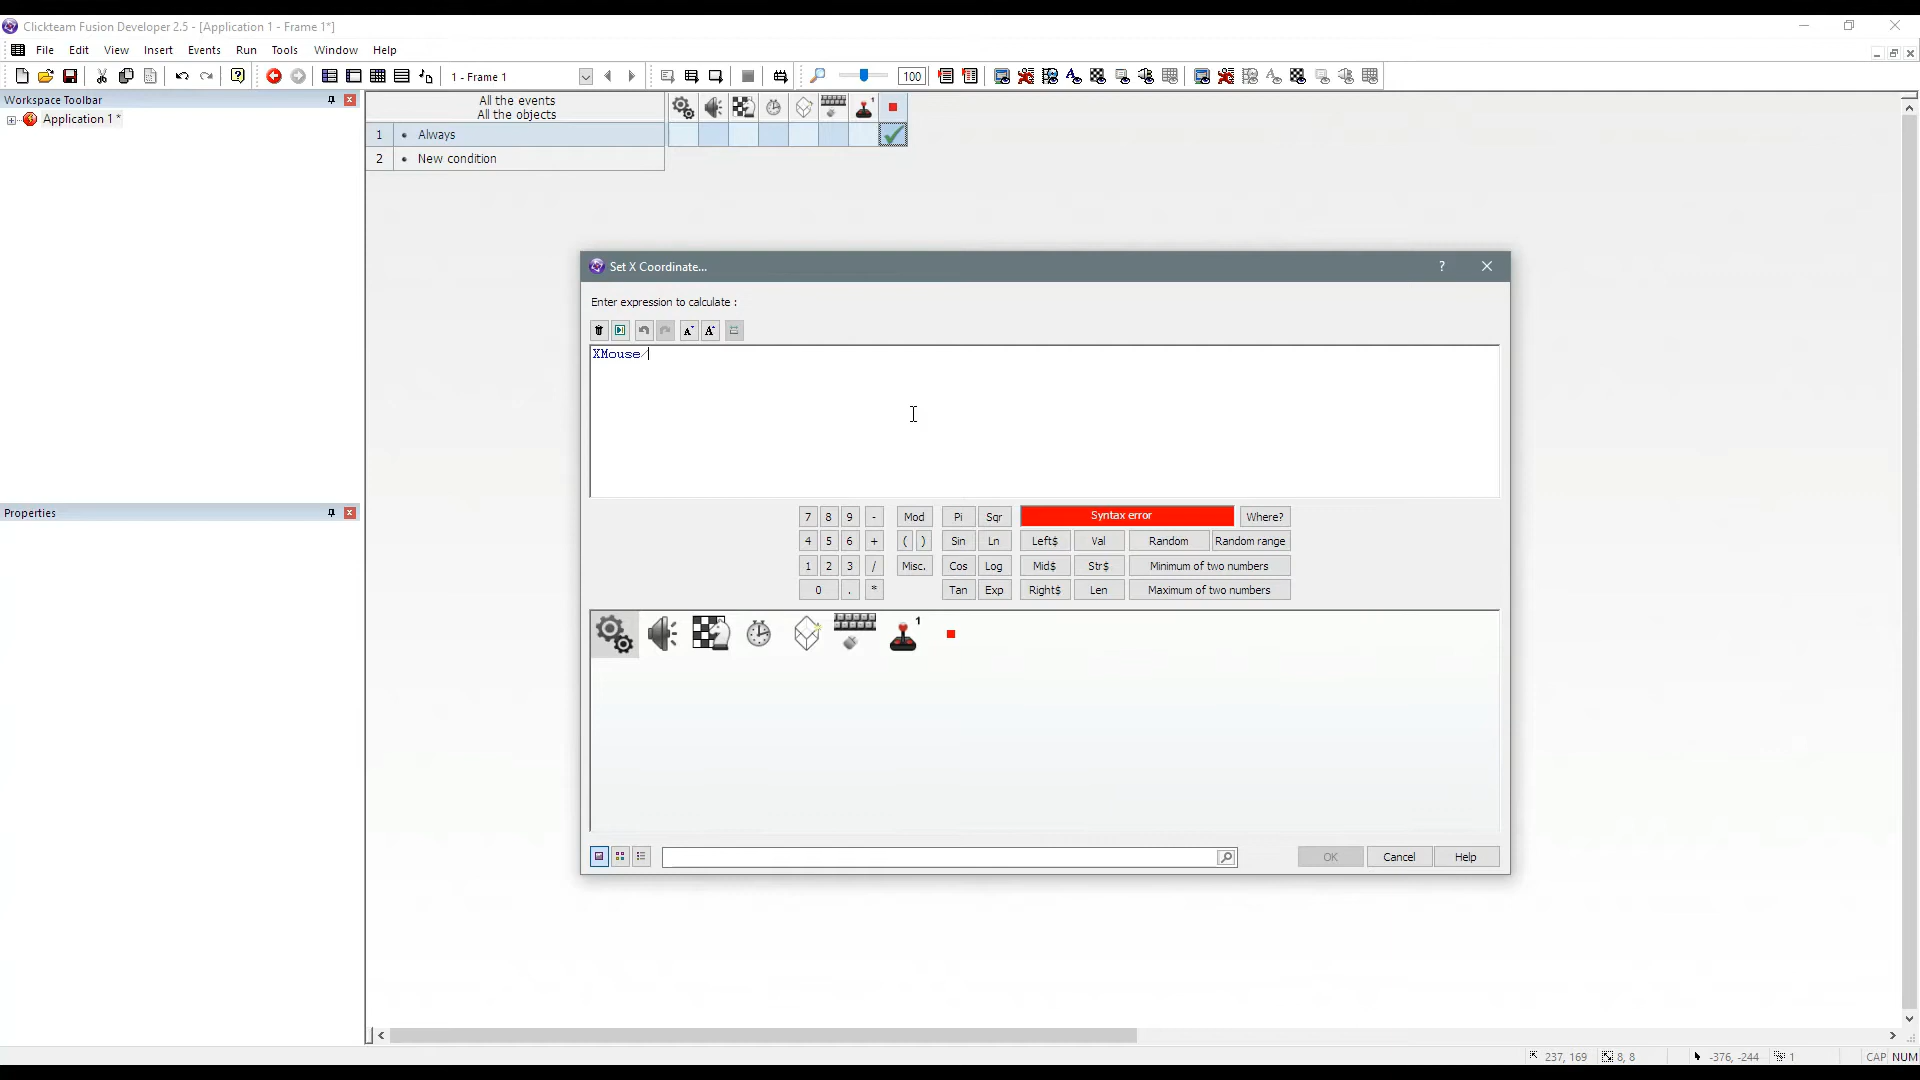 Clickteam Fusion Developer 2.5 - [Application 1 - Frame 1*]
File Edit View Insert Events Run Tools Window Help
1 - Frame 1
100
Workspace Toolbar
Application 1 *
Properties
All the events
All the objects
1
1 • Always
2 • New condition
Set X Coordinate...
?
Enter expression to calculate :
A A
XMouse/
7 8 9 - Mod Pi Sqr Syntax error Where?
4 5 6 + ( ) Sin Ln Left$ Val Random Random range
1 2 3 / Misc. Cos Log Mid$ Str$ Minimum of two numbers
0 . * Tan Exp Right$ Len Maximum of two numbers
1
OK Cancel Help
237, 169 8, 8 -376, -244 1 CAP NUM